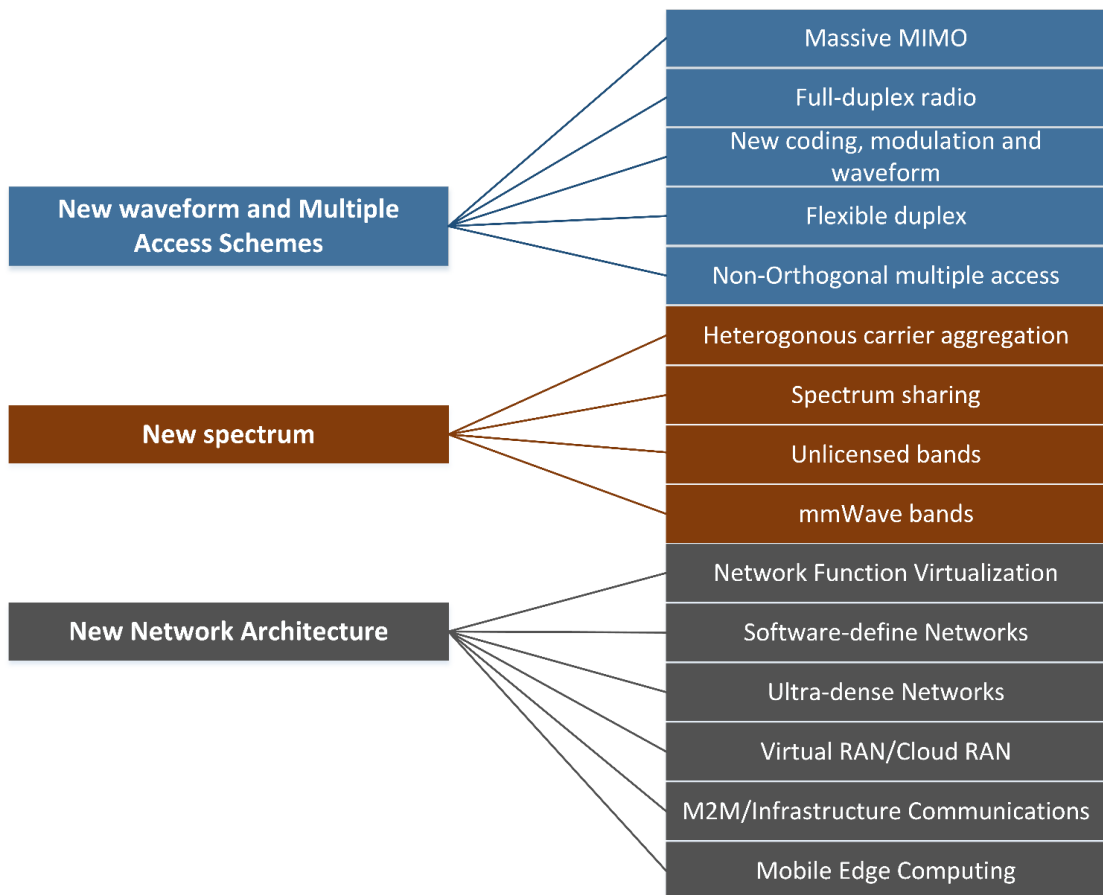 Massive MIMO
Full-duplex radio
New coding, modulation and
waveform
New waveform and Multiple
Access Schemes
Flexible duplex
Non-Orthogonal multiple access
Heterogonous carrier aggregation
Spectrum sharing
New spectrum
Unlicensed bands
mmWave bands
Network Function Virtualization
New Network Architecture
Software-define Networks
Ultra-dense Networks
Virtual RAN/Cloud RAN
M2M/Infrastructure Communications
Mobile Edge Computing